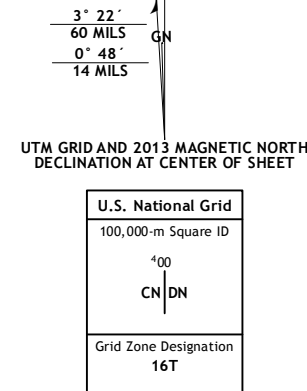 3° 22´
60 MILS
GN
0° 48´
14 MILS
UTM GRID AND 2013 MAGNETIC NORTH
DECLINATION AT CENTER OF SHEET
U.S. National Grid
100,000-m Square ID
⁴00
CN DN
Grid Zone Designation
16T